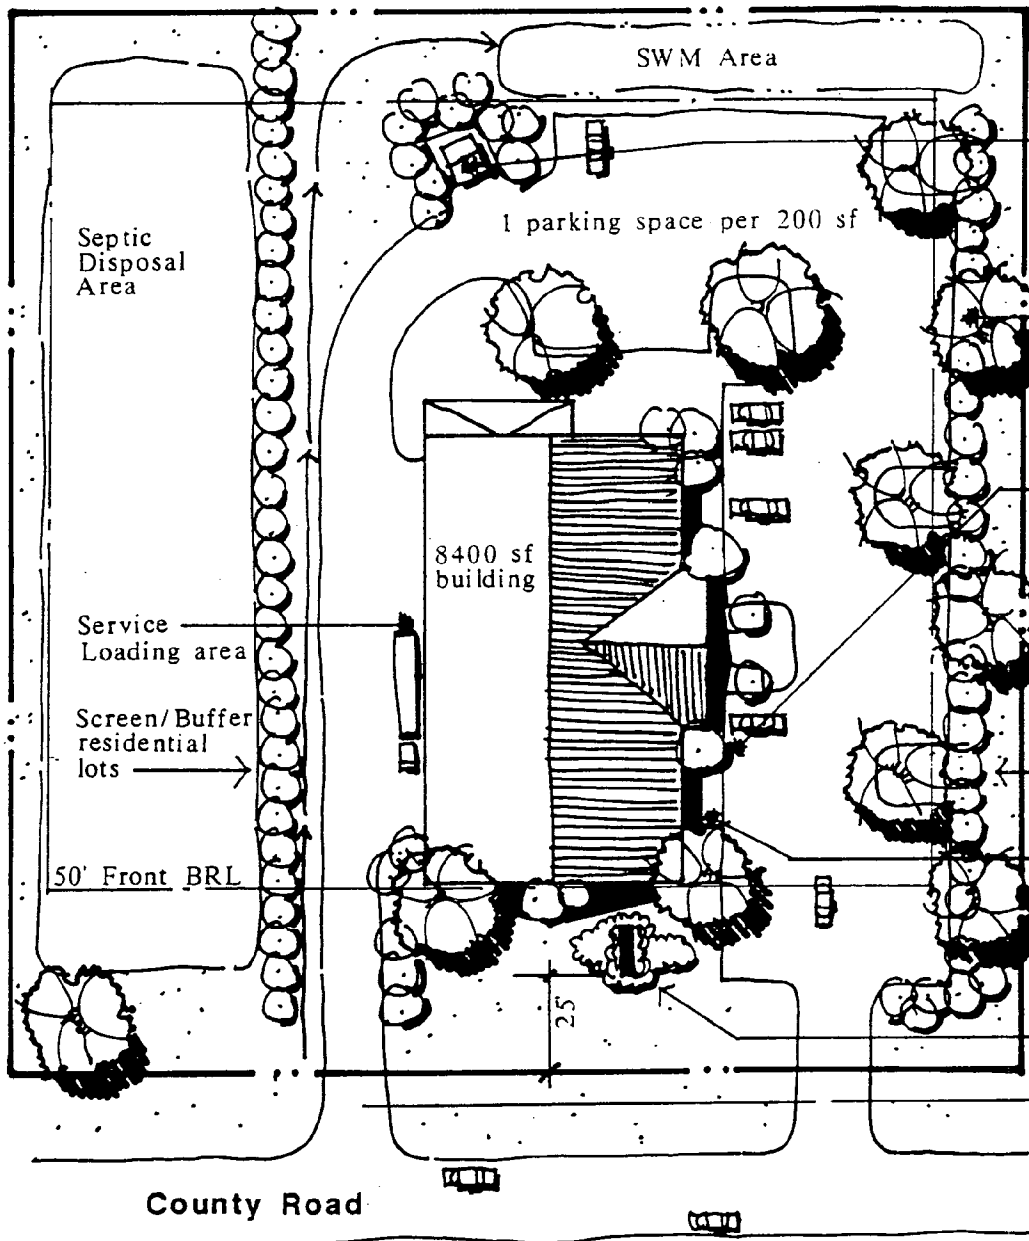 SWM Area
1 parking space per 200 sf
Septic
Disposal
Area
8400 sf
building
Service
Loading area
Screen/Buffer
residential
lots
50' Front BRL
25'
County Road